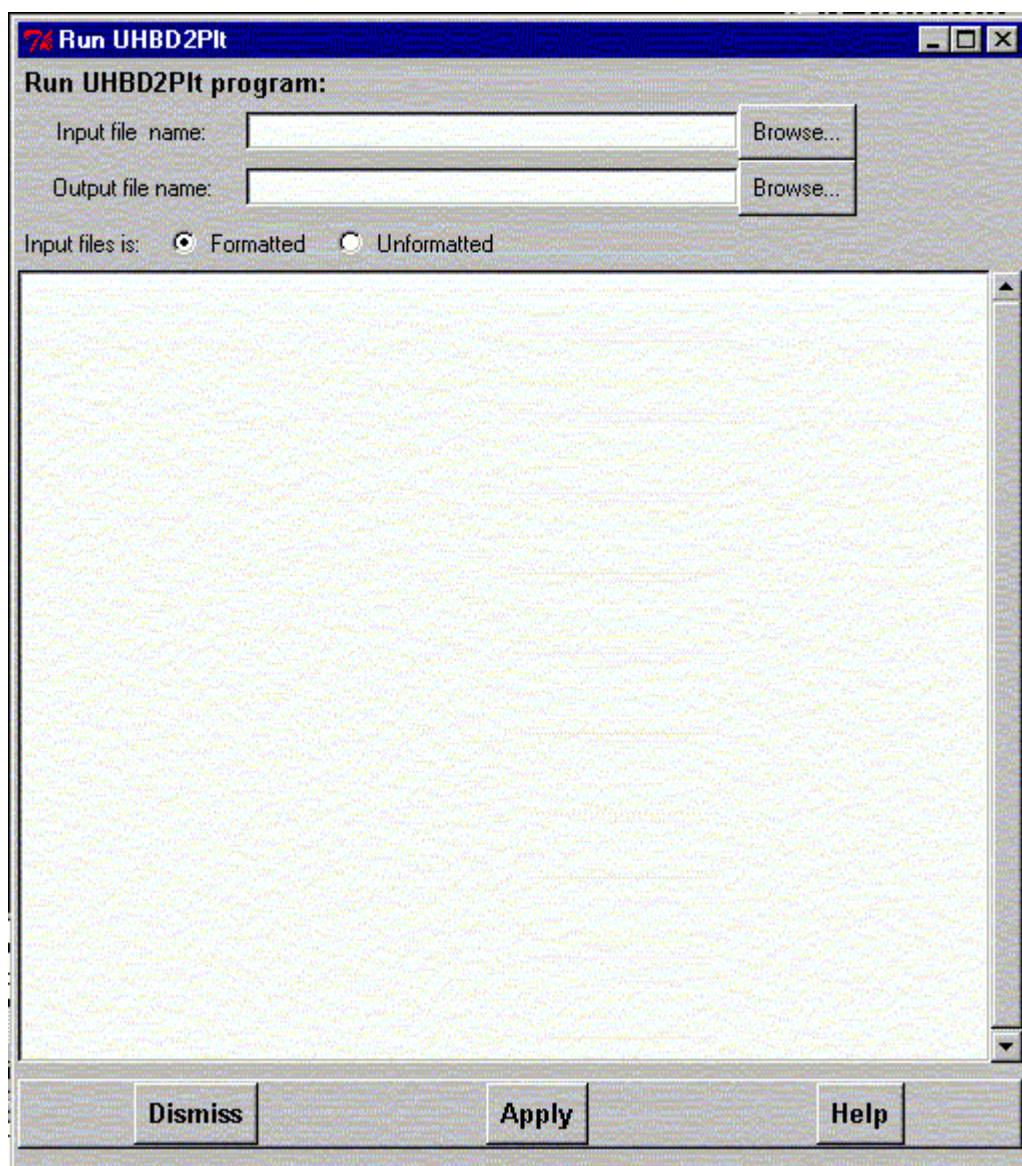 7k Run UHBD2Plt
Run UHBD2Plt program:
Input file name: Browse...
Output file name: Browse...
Input files is: Formatted Unformatted
Dismiss Apply Help